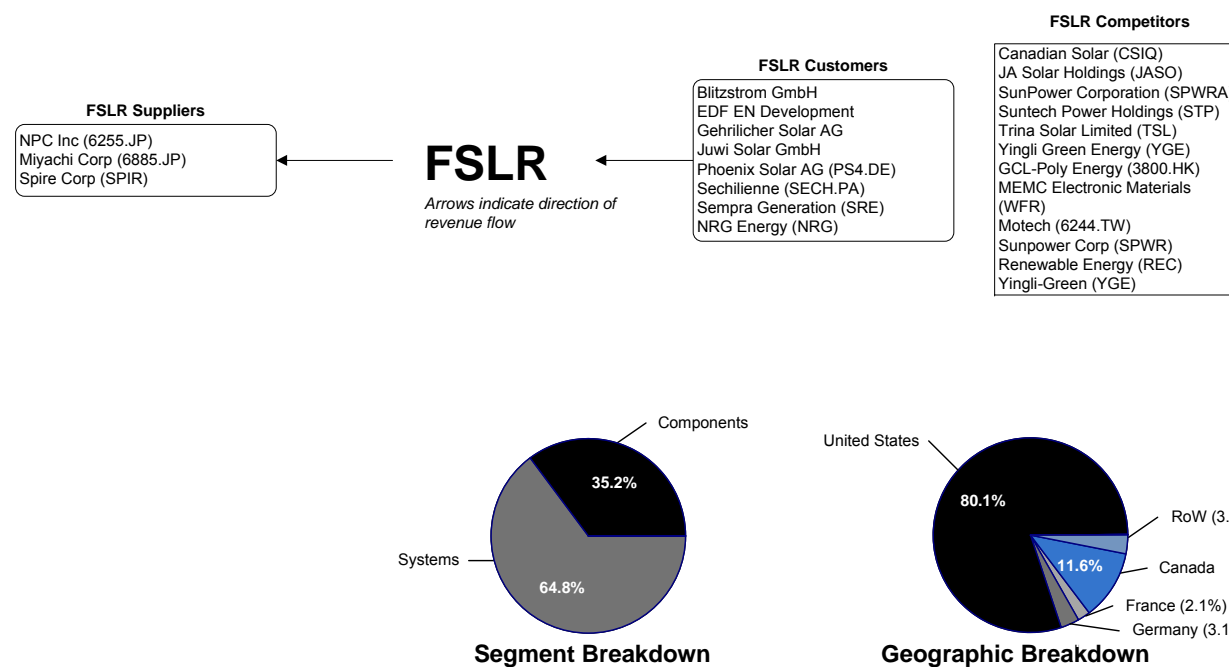 FSLR Suppliers
NPC Inc (6255.JP)
Miyachi Corp (6885.JP)
Spire Corp (SPIR)
FSLR
Arrows indicate direction of
revenue flow
FSLR Customers
Blitzstrom GmbH
EDF EN Development
Gehrilicher Solar AG
Juwi Solar GmbH
Phoenix Solar AG (PS4.DE)
Sechilienne (SECH.PA)
Sempra Generation (SRE)
NRG Energy (NRG)
FSLR Competitors
Canadian Solar (CSIQ)
JA Solar Holdings (JASO)
SunPower Corporation (SPWRA
Suntech Power Holdings (STP)
Trina Solar Limited (TSL)
Yingli Green Energy (YGE)
GCL-Poly Energy (3800.HK)
MEMC Electronic Materials
(WFR)
Motech (6244.TW)
Sunpower Corp (SPWR)
Renewable Energy (REC)
Yingli-Green (YGE)
Components
35.2%
Systems
64.8%
Segment Breakdown
United States
80.1%
RoW (3.
11.6%
Canada
France (2.1%)
Germany (3.1
Geographic Breakdown